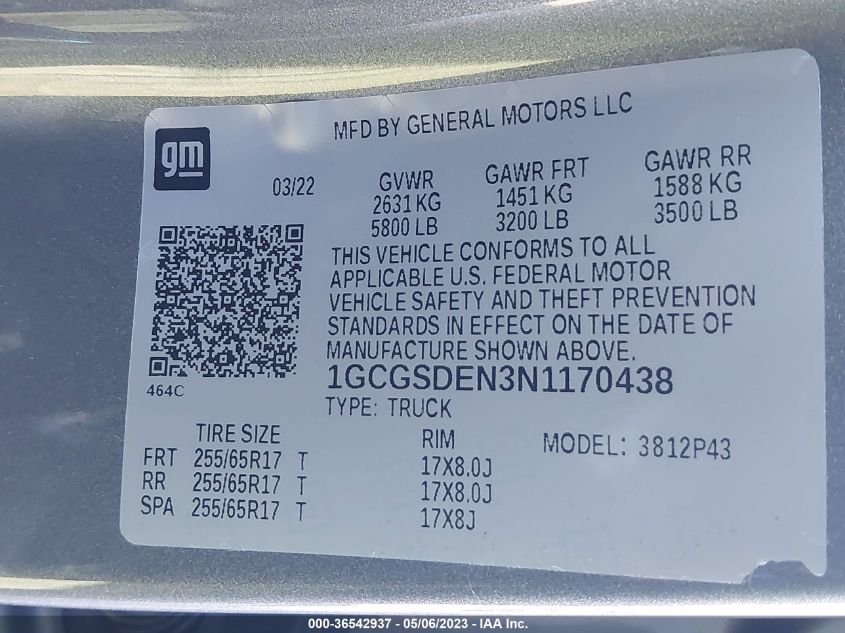 MFD BY GENERAL MOTORS LLC
gm
03/22
GVWR
2631 KG
5800 LB
GAWR FRT
1451 KG
3200 LB
GAWR RR
1588 KG
3500 LB
THIS VEHICLE CONFORMS TO ALL
APPLICABLE U.S. FEDERAL MOTOR
VEHICLE SAFETY AND THEFT PREVENTION
STANDARDS IN EFFECT ON THE DATE OF
MANUFACTURE SHOWN ABOVE.
464C
1GCGSDEN3N1170438
TYPE: TRUCK
TIRE SIZE RIM MODEL: 3812P43
FRT 255/65R17 T 17X8.0J
RR 255/65R17 T 17X8.0J
SPA 255/65R17 T 17X8J
000-36542937 - 05/06/2023 - IAA Inc.